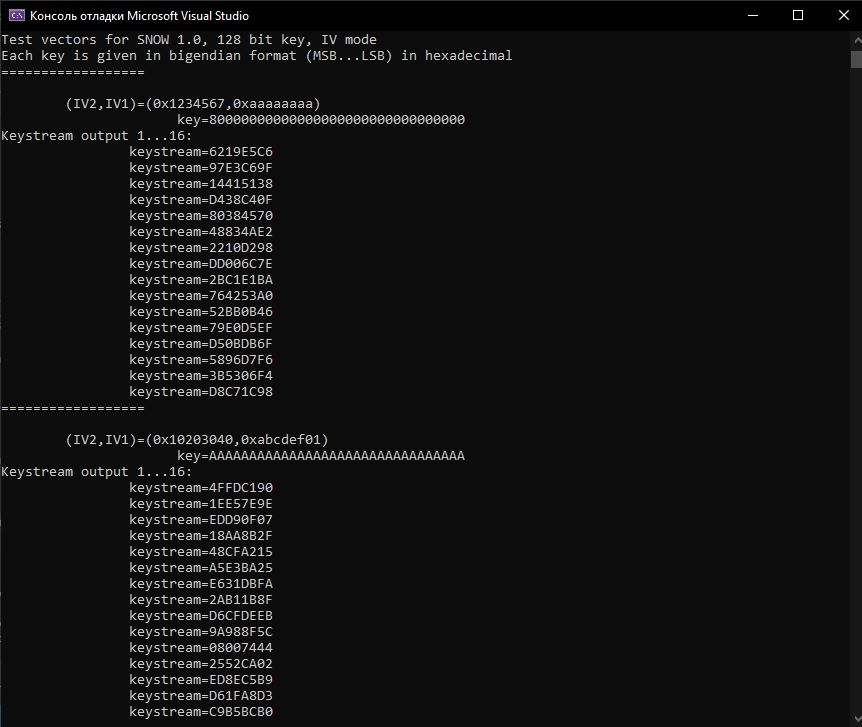 Консоль отладки Microsoft Visual Studio
Test vectors for SNOW 1.0, 128 bit key, IV mode
Each key is given in bigendian format (MSB...LSB) in hexadecimal
==================
(IV2,IV1)=(0x1234567,0xaaaaaaaa)
key=80000000000000000000000000000000
Keystream output 1...16:
keystream=6219E5C6
keystream=97E3C69F
keystream=14415138
keystream=D438C40F
keystream=80384570
keystream=48834AE2
keystream=2210D298
keystream=DD006C7E
keystream=2BC1E1BA
keystream=764253A0
keystream=52BB0B46
keystream=79E0D5EF
keystream=D50BDB6F
keystream=5896D7F6
keystream=3B5306F4
keystream=D8C71C98
==================
(IV2,IV1)=(0x10203040,0xabcdef01)
key=AAAAAAAAAAAAAAAAAAAAAAAAAAAAAAAA
Keystream output 1...16:
keystream=4FFDC190
keystream=1EE57E9E
keystream=EDD90F07
keystream=18AA8B2F
keystream=48CFA215
keystream=A5E3BA25
keystream=E631DBFA
keystream=2AB11B8F
keystream=D6CFDEEB
keystream=9A988F5C
keystream=08007444
keystream=2552CA02
keystream=ED8EC5B9
keystream=D61FA8D3
keystream=C9B5BCB0